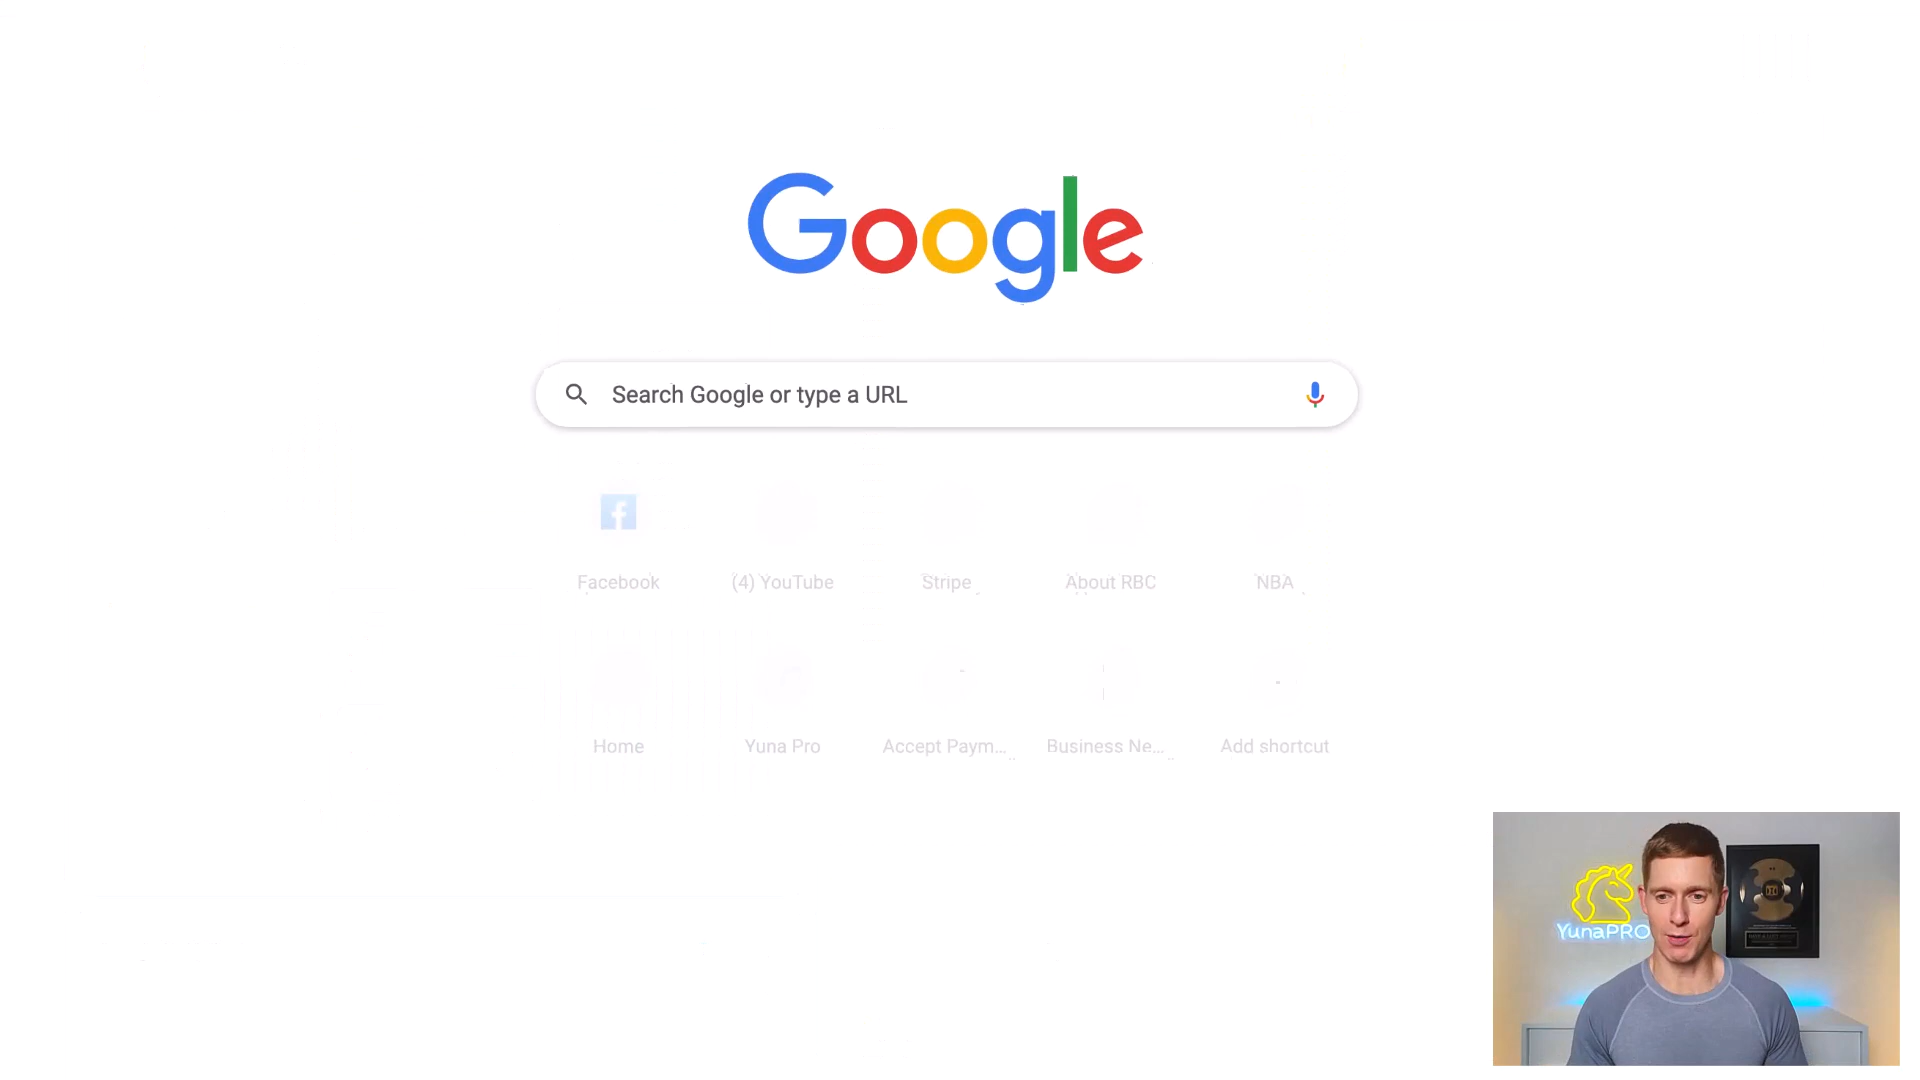 Google
Search Google or type a URL
Facebook
(4) YouTube
Stripe
About RBC
NBA
Home
Yuna Pro
Accept Paym...
Business Ne...
Add shortcut
YunaPRO